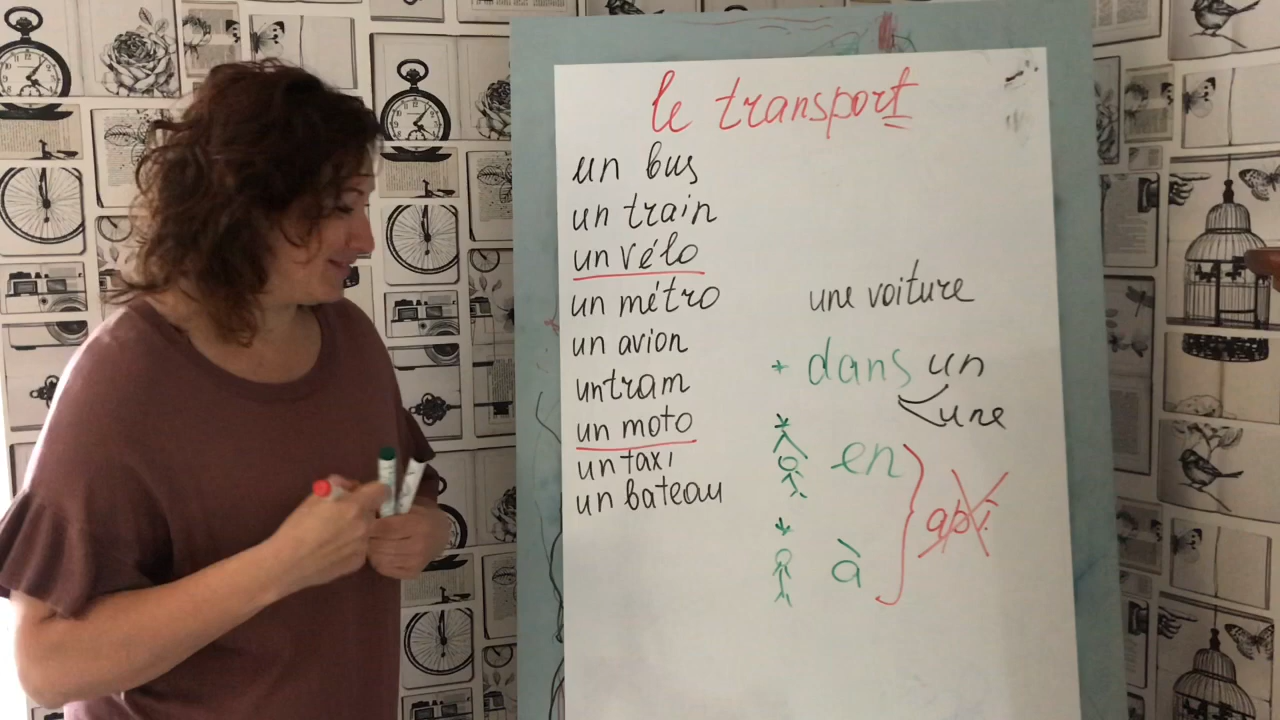 le transport
un bus
un train
un vélo
un métro
un avion
un tram
un moto
un taxi
un bateau
une voiture
* dans un
une
en
à